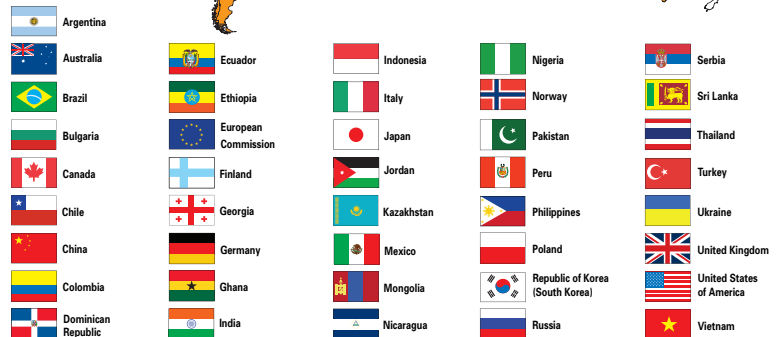 Argentina
Australia
Brazil
Bulgaria
Canada
Chile
China
Colombia
Dominican
Republic
Ecuador
Ethiopia
European
Commission
Finland
Georgia
Germany
Ghana
India
Indonesia
Italy
Japan
Jordan
Kazakhstan
Mexico
Mongolia
Nicaragua
Nigeria
Norway
Pakistan
Peru
Philippines
Poland
Republic of Korea
(South Korea)
Russia
Serbia
Sri Lanka
Thailand
Turkey
Ukraine
United Kingdom
United States
of America
Vietnam